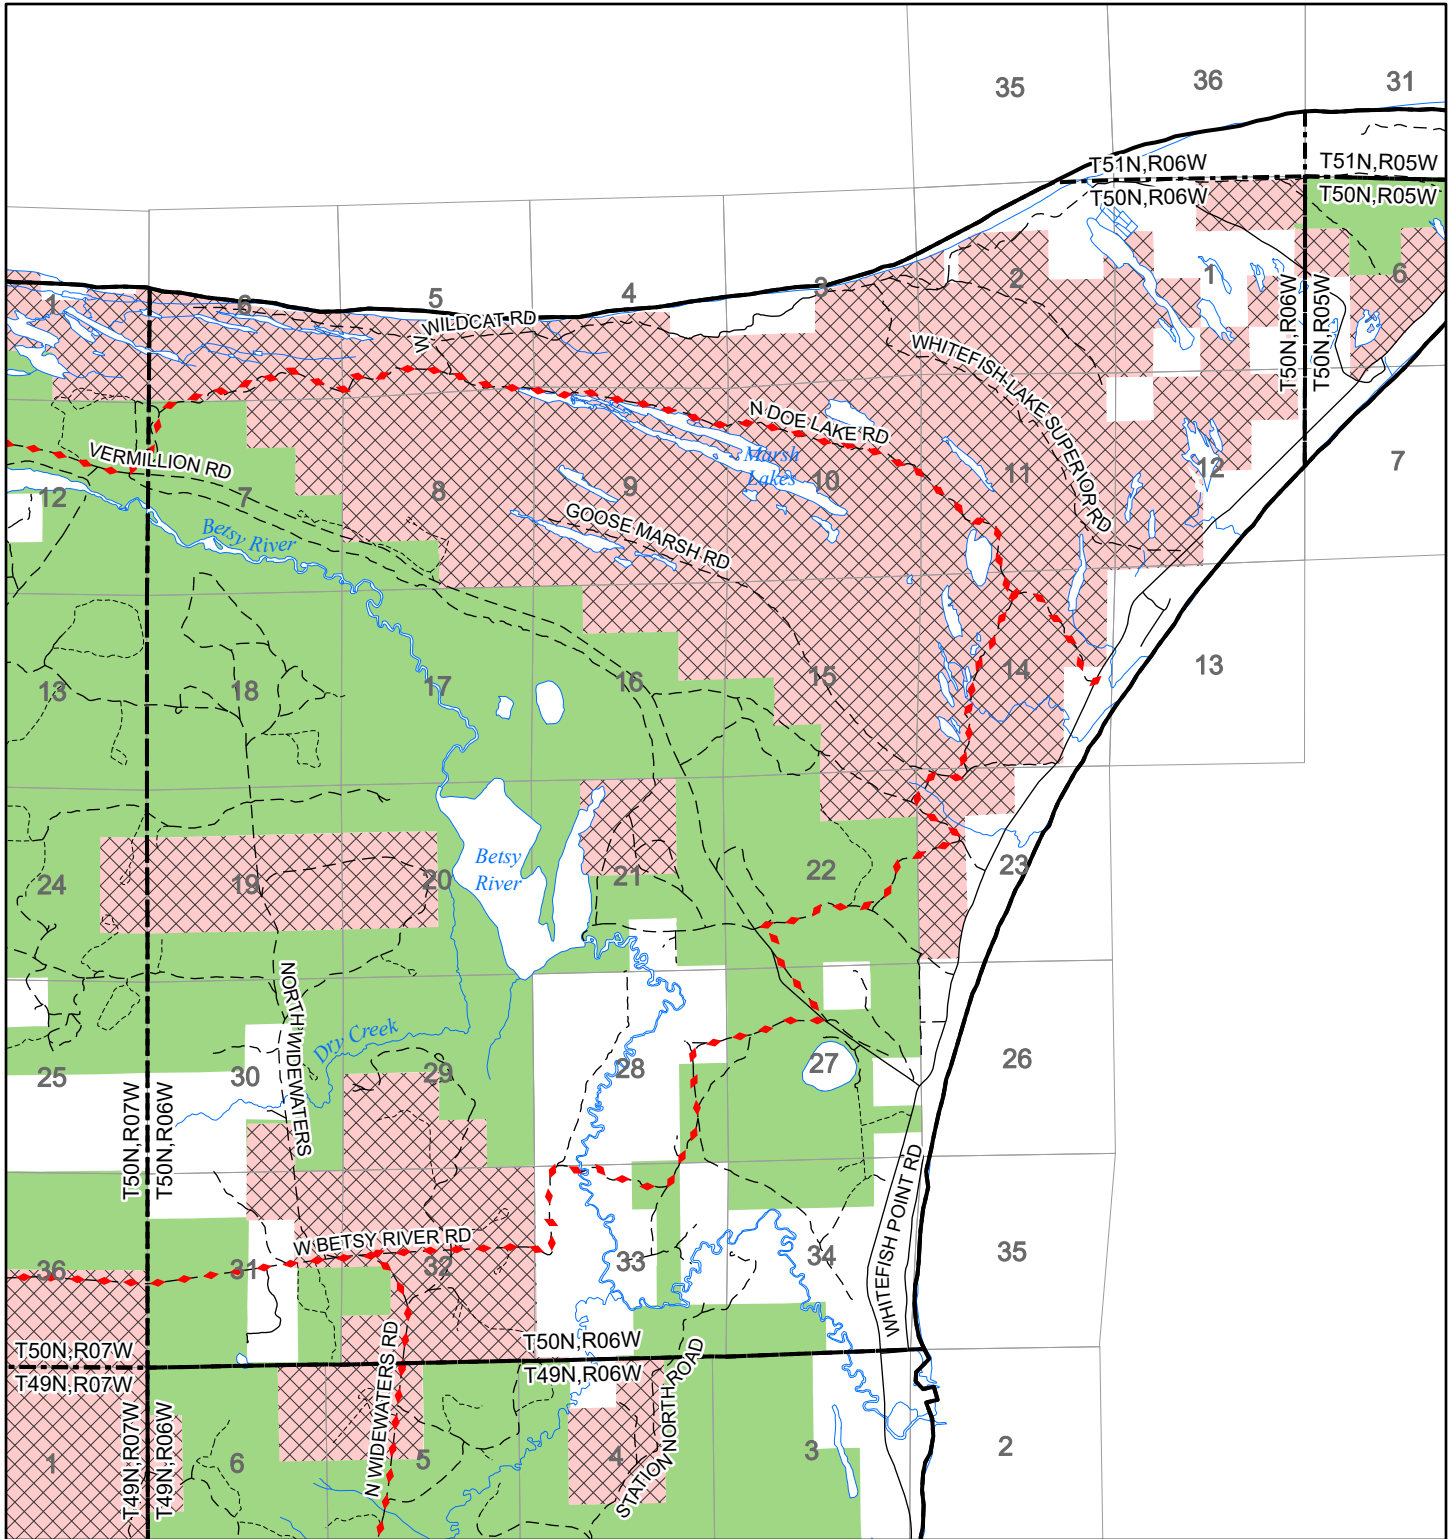 35
36
31
T51N,R06W
T51N,R05W
T50N,R06W
T50N,R05W
1
6
5
4
3
2
1
6
W WILDCAT RD
T50N,R06W
T50N,R05W
WHITEFISH-LAKE SUPERIOR RD
N DOE LAKE RD
VERMILLION RD
Marsh
Lakes
12
7
8
9
10
11
12
7
GOOSE MARSH RD
Betsy River
13
18
17
16
15
14
13
24
19
20
Betsy
River
21
22
23
NORTH WIDEWATERS
Dry Creek
25
30
29
28
27
26
T50N,R07W
T50N,R06W
WHITEFISH POINT RD
W BETSY RIVER RD
36
31
32
33
34
35
T50N,R07W
T50N,R06W
T49N,R07W
T49N,R06W
N WIDEWATERS RD
STATION NORTH ROAD
T49N,R07W
T49N,R06W
1
6
5
4
3
2